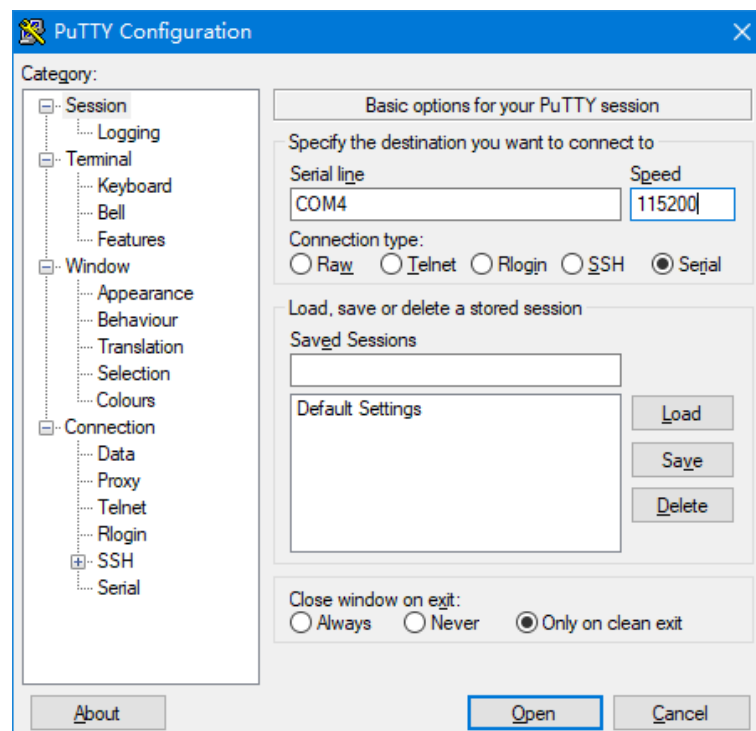 PuTTY Configuration
Category:
Session
Logging
Terminal
Keyboard
Bell
Features
Window
Appearance
Behaviour
Translation
Selection
Colours
Connection
Data
Proxy
Telnet
Rlogin
SSH
Serial
Basic options for your PuTTY session
Specify the destination you want to connect to
Serial line Speed
COM4 115200
Connection type:
Raw Telnet Rlogin SSH Serial
Load, save or delete a stored session
Saved Sessions
Default Settings
Load
Save
Delete
Close window on exit:
Always Never Only on clean exit
About Open Cancel